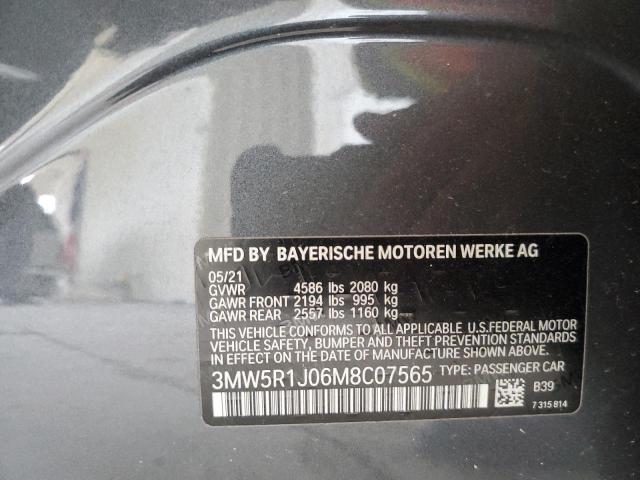 MFD BY BAYERISCHE MOTOREN WERKE AG
05/21
GVWR 4586 lbs 2080 kg
GAWR FRONT 2194 lbs 995 kg
GAWR REAR 2557 lbs 1160 kg
THIS VEHICLE CONFORMS TO ALL APPLICABLE U.S.FEDERAL MOTOR
VEHICLE SAFETY, BUMPER AND THEFT PREVENTION STANDARDS
IN EFFECT ON THE DATE OF MANUFACTURE SHOWN ABOVE.
3MW5R1J06M8C07565 TYPE: PASSENGER CAR
B39
7 315 814